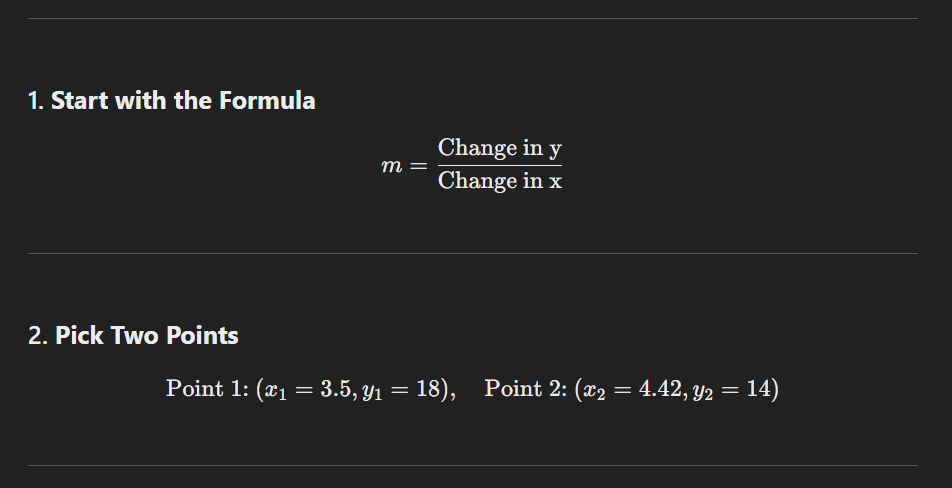 1. Start with the Formula
m = Change in y / Change in x
2. Pick Two Points
Point 1: (x₁ = 3.5, y₁ = 18), Point 2: (x₂ = 4.42, y₂ = 14)